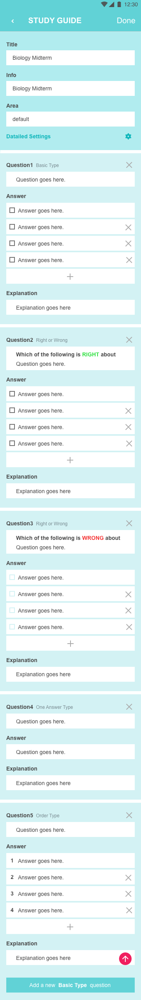 12:30
STUDY GUIDE Done
Title
Biology Midterm
Info
Biology Midterm
Area
default
Datailed Settings
Question1 Basic Type
Question goes here.
Answer
Answer goes here.
Answer goes here.
Answer goes here.
Answer goes here.
Explanation
Explanation goes here
Question2 Right or Wrong
Which of the following is RIGHT about
Question goes here.
Answer
Answer goes here.
Answer goes here.
Answer goes here.
Answer goes here.
Explanation
Explanation goes here
Question3 Right or Wrong
Which of the following is WRONG about
Question goes here.
Answer
Answer goes here.
Answer goes here.
Answer goes here.
Answer goes here.
Explanation
Explanation goes here
Question4 One Answer Type
Question goes here.
Answer
Question goes here.
Explanation
Explanation goes here
Question5 Order Type
Question goes here.
Answer
1 Answer goes here.
2 Answer goes here.
3 Answer goes here.
4 Answer goes here.
Explanation
Explanation goes here
Add a new Basic Type question